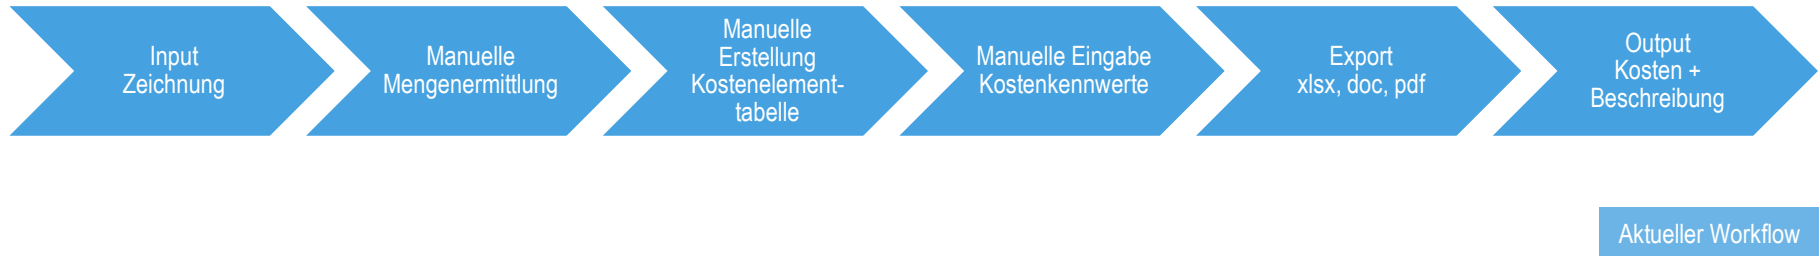 Input
Zeichnung
Manuelle
Mengenermittlung
Manuelle
Erstellung
Kostenelement-
tabelle
Manuelle Eingabe
Kostenkennwerte
Export
xlsx, doc, pdf
Output
Kosten +
Beschreibung
Aktueller Workflow